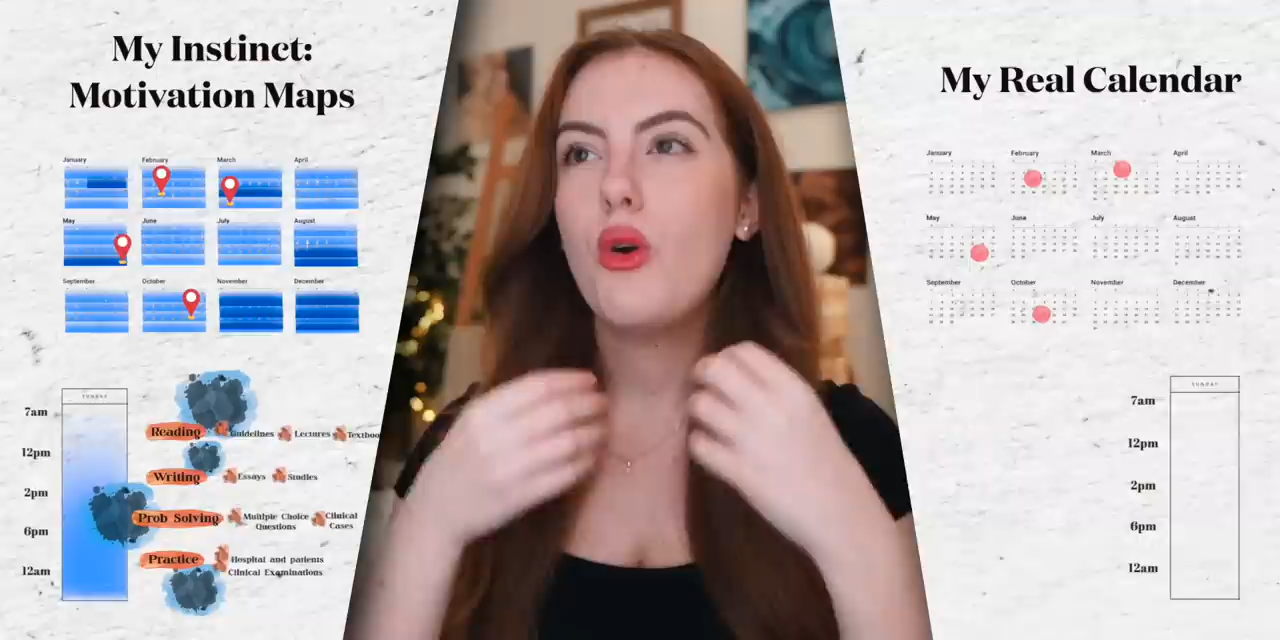 My Instinct:
Motivation Maps
January February March April
May June July August
September October November December
SUNDAY
7am
12pm
2pm
6pm
12am
Reading Guidelines Lectures Textboo
Writing Essays Studies
Prob Solving Multiple Choice Questions Clinical Cases
Practice Hospital and patients
Clinical Examinations
My Real Calendar
January February March April
May June July August
September October November December
SUNDAY
7am
12pm
2pm
6pm
12am